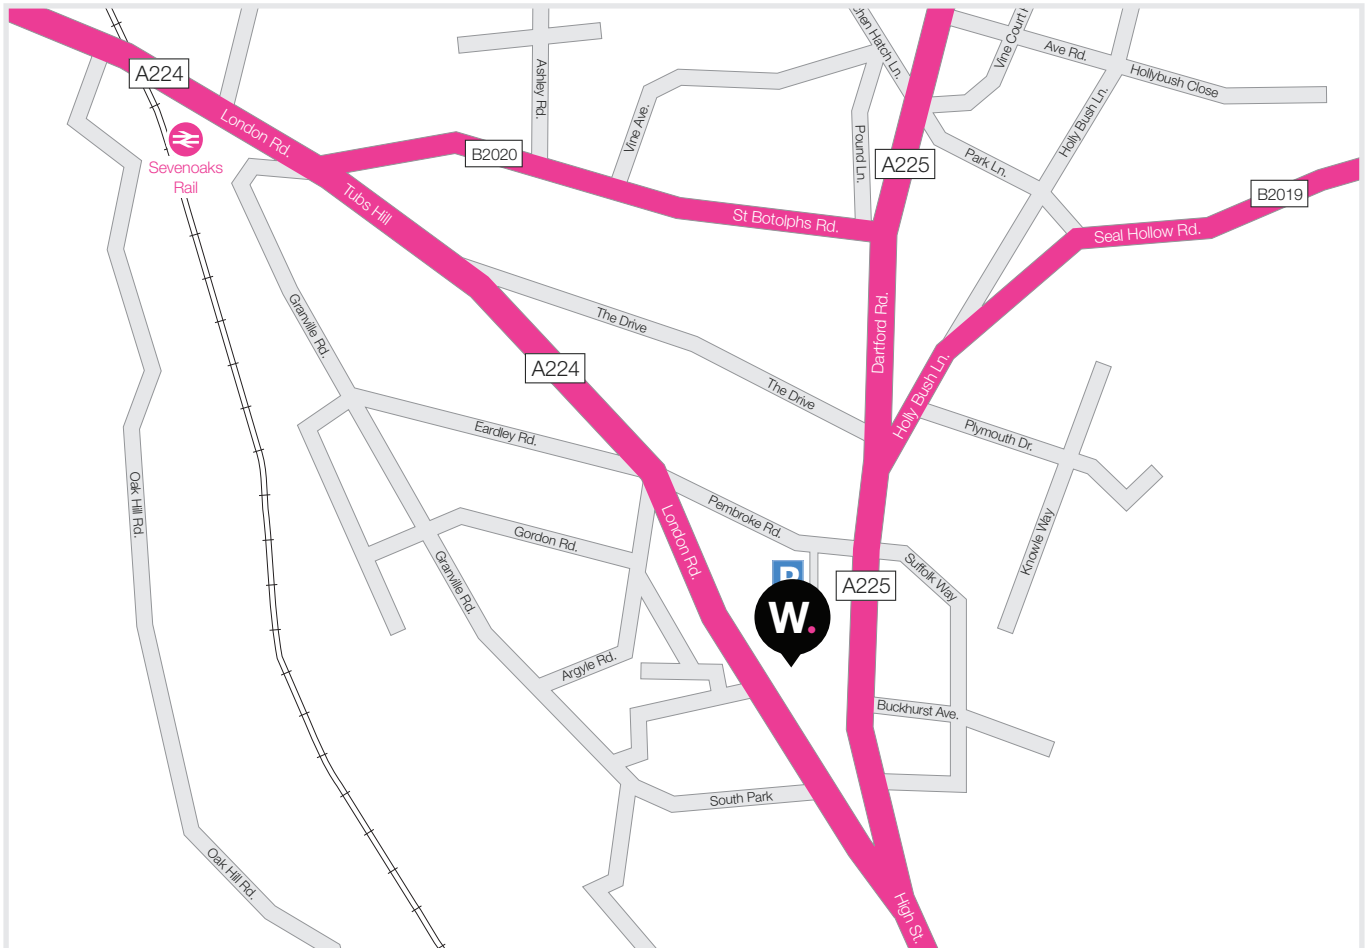 A224
London Rd.
Sevenoaks
Rail
Ashley Rd.
Vine Ave.
B2020
St Botolphs Rd.
Pound Ln.
hen Hatch Ln.
Vine Court
Ave Rd.
Hollybush Close
Holly Bush Ln.
A225
Park Ln.
B2019
Seal Hollow Rd.
Tubs Hill
Granville Rd.
The Drive
Dartford Rd.
A224
The Drive
Holly Bush Ln.
Eardley Rd.
Plymouth Dr.
Oak Hill Rd.
Gordon Rd.
London Rd.
Pembroke Rd.
Knowle Way
Granville Rd.
P
W.
A225
Suffolk Way
Argyle Rd.
Buckhurst Ave.
South Park
Oak Hill Rd.
High St.